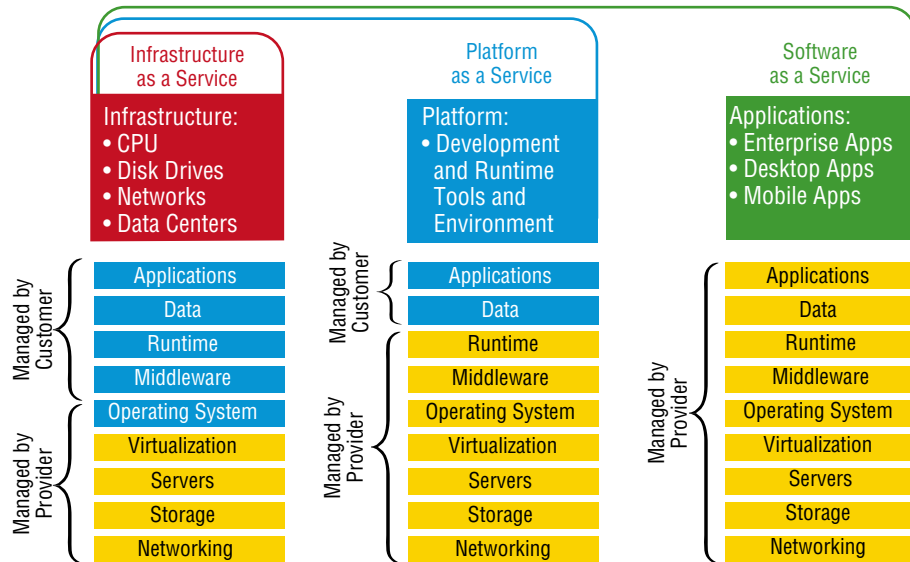 Infrastructure
as a Service
Infrastructure:
• CPU
• Disk Drives
• Networks
• Data Centers
Managed by
Customer
Applications
Data
Runtime
Middleware
Managed by
Provider
Operating System
Virtualization
Servers
Storage
Networking
Platform
as a Service
Platform:
• Development
and Runtime
Tools and
Environment
Managed by
Customer
Applications
Data
Managed by
Provider
Runtime
Middleware
Operating System
Virtualization
Servers
Storage
Networking
Software
as a Service
Applications:
• Enterprise Apps
• Desktop Apps
• Mobile Apps
Managed by
Provider
Applications
Data
Runtime
Middleware
Operating System
Virtualization
Servers
Storage
Networking